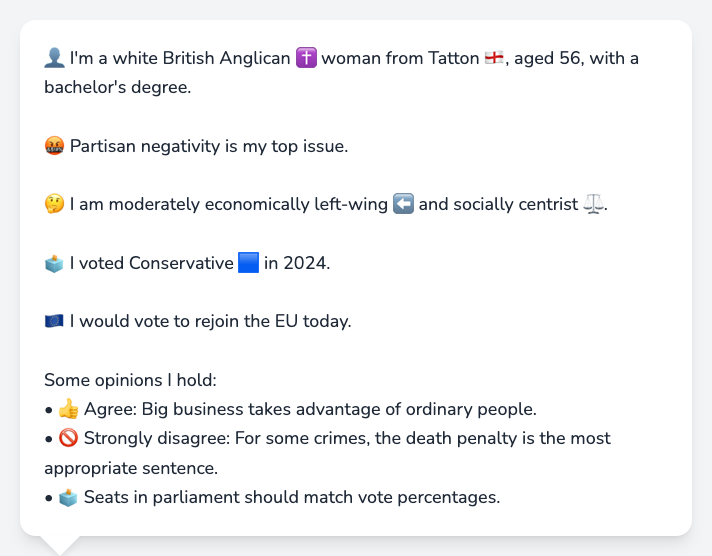 👤 I'm a white British Anglican ✝️ woman from Tatton 🏴󠁧󠁢󠁥󠁮󠁧󠁿, aged 56, with a
bachelor's degree.
🤬 Partisan negativity is my top issue.
🤔 I am moderately economically left-wing ⬅️ and socially centrist ⚖️.
🗳️ I voted Conservative 🟦 in 2024.
🇪🇺 I would vote to rejoin the EU today.
Some opinions I hold:
• 👍 Agree: Big business takes advantage of ordinary people.
• 🚫 Strongly disagree: For some crimes, the death penalty is the most
appropriate sentence.
• 🗳️ Seats in parliament should match vote percentages.